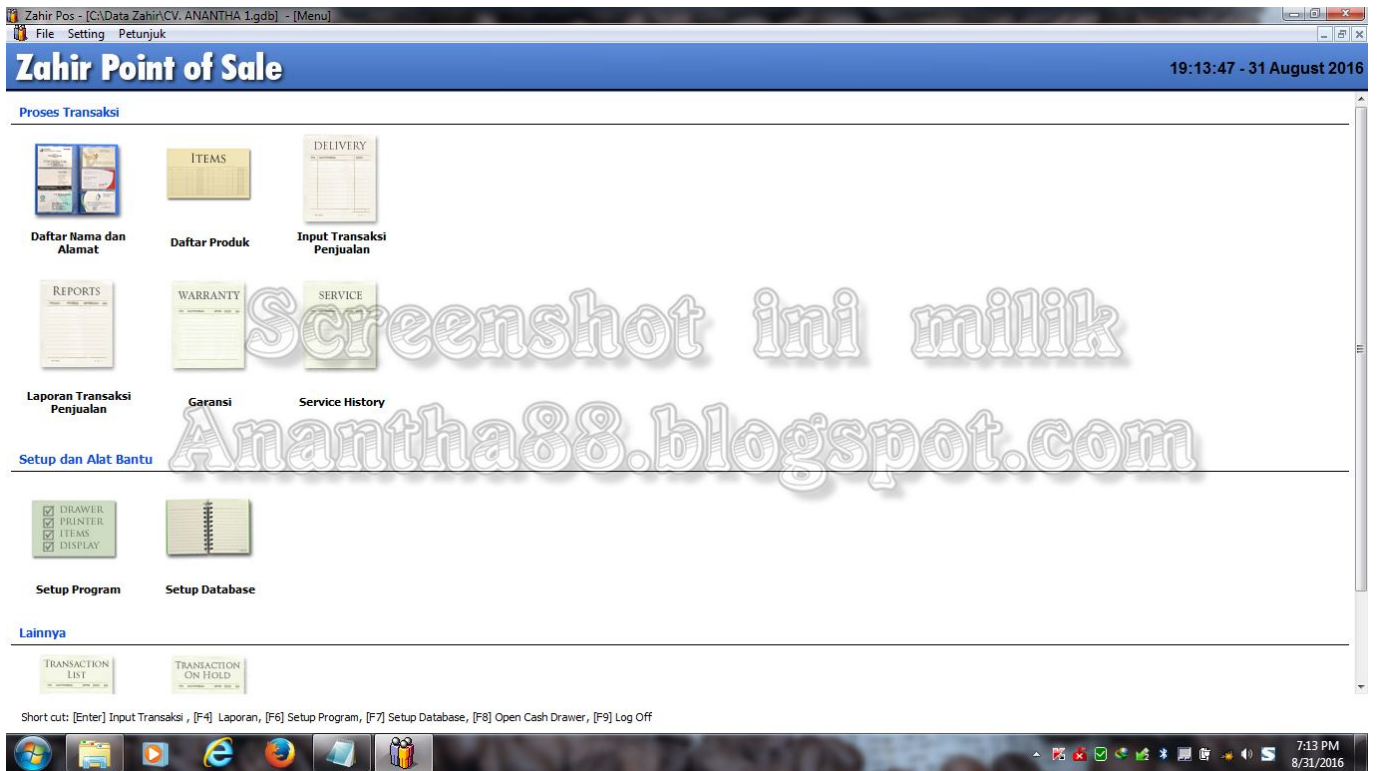 Zahir Pos - [C:\Data Zahir\CV. ANANTHA 1.gdb] - [Menu]
File Setting Petunjuk
Zahir Point of Sale
19:13:47 - 31 August 2016
Proses Transaksi
ITEMS
DELIVERY
Daftar Nama dan
Alamat
Daftar Produk
Input Transaksi
Penjualan
REPORTS
WARRANTY
SERVICE
Screenshot ini milik
Laporan Transaksi
Penjualan
Garansi
Service History
Anantha88.blogspot.com
Setup dan Alat Bantu
DRAWER
PRINTER
ITEMS
DISPLAY
Setup Program
Setup Database
Lainnya
TRANSACTION
LIST
TRANSACTION
ON HOLD
Short cut: [Enter] Input Transaksi , [F4] Laporan, [F6] Setup Program, [F7] Setup Database, [F8] Open Cash Drawer, [F9] Log Off
7:13 PM
8/31/2016